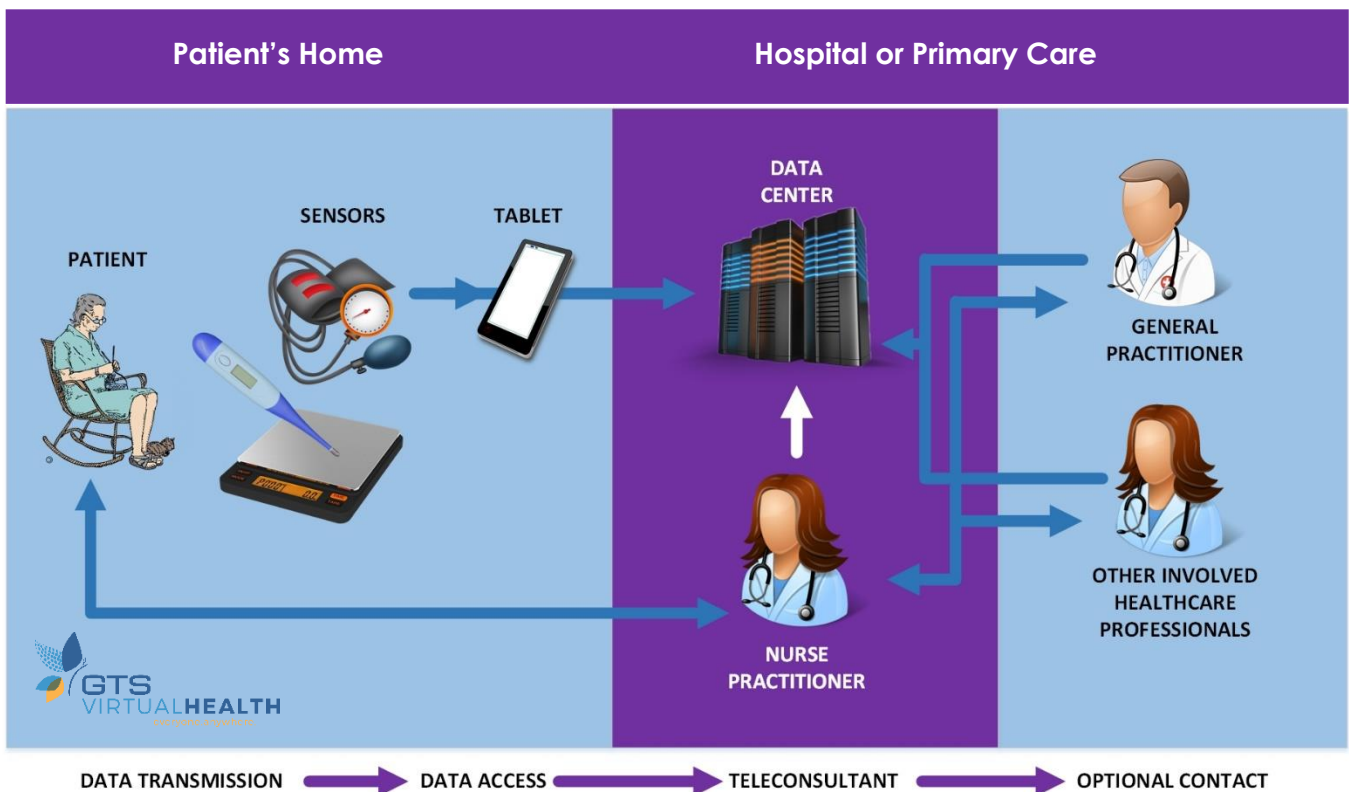 Patient's Home
Hospital or Primary Care
DATA
CENTER
SENSORS
TABLET
PATIENT
GENERAL
PRACTITIONER
OTHER INVOLVED
HEALTHCARE
PROFESSIONALS
NURSE
PRACTITIONER
GTS
VIRTUALHEALTH
DATA TRANSMISSION
DATA ACCESS
TELECONSULTANT
OPTIONAL CONTACT